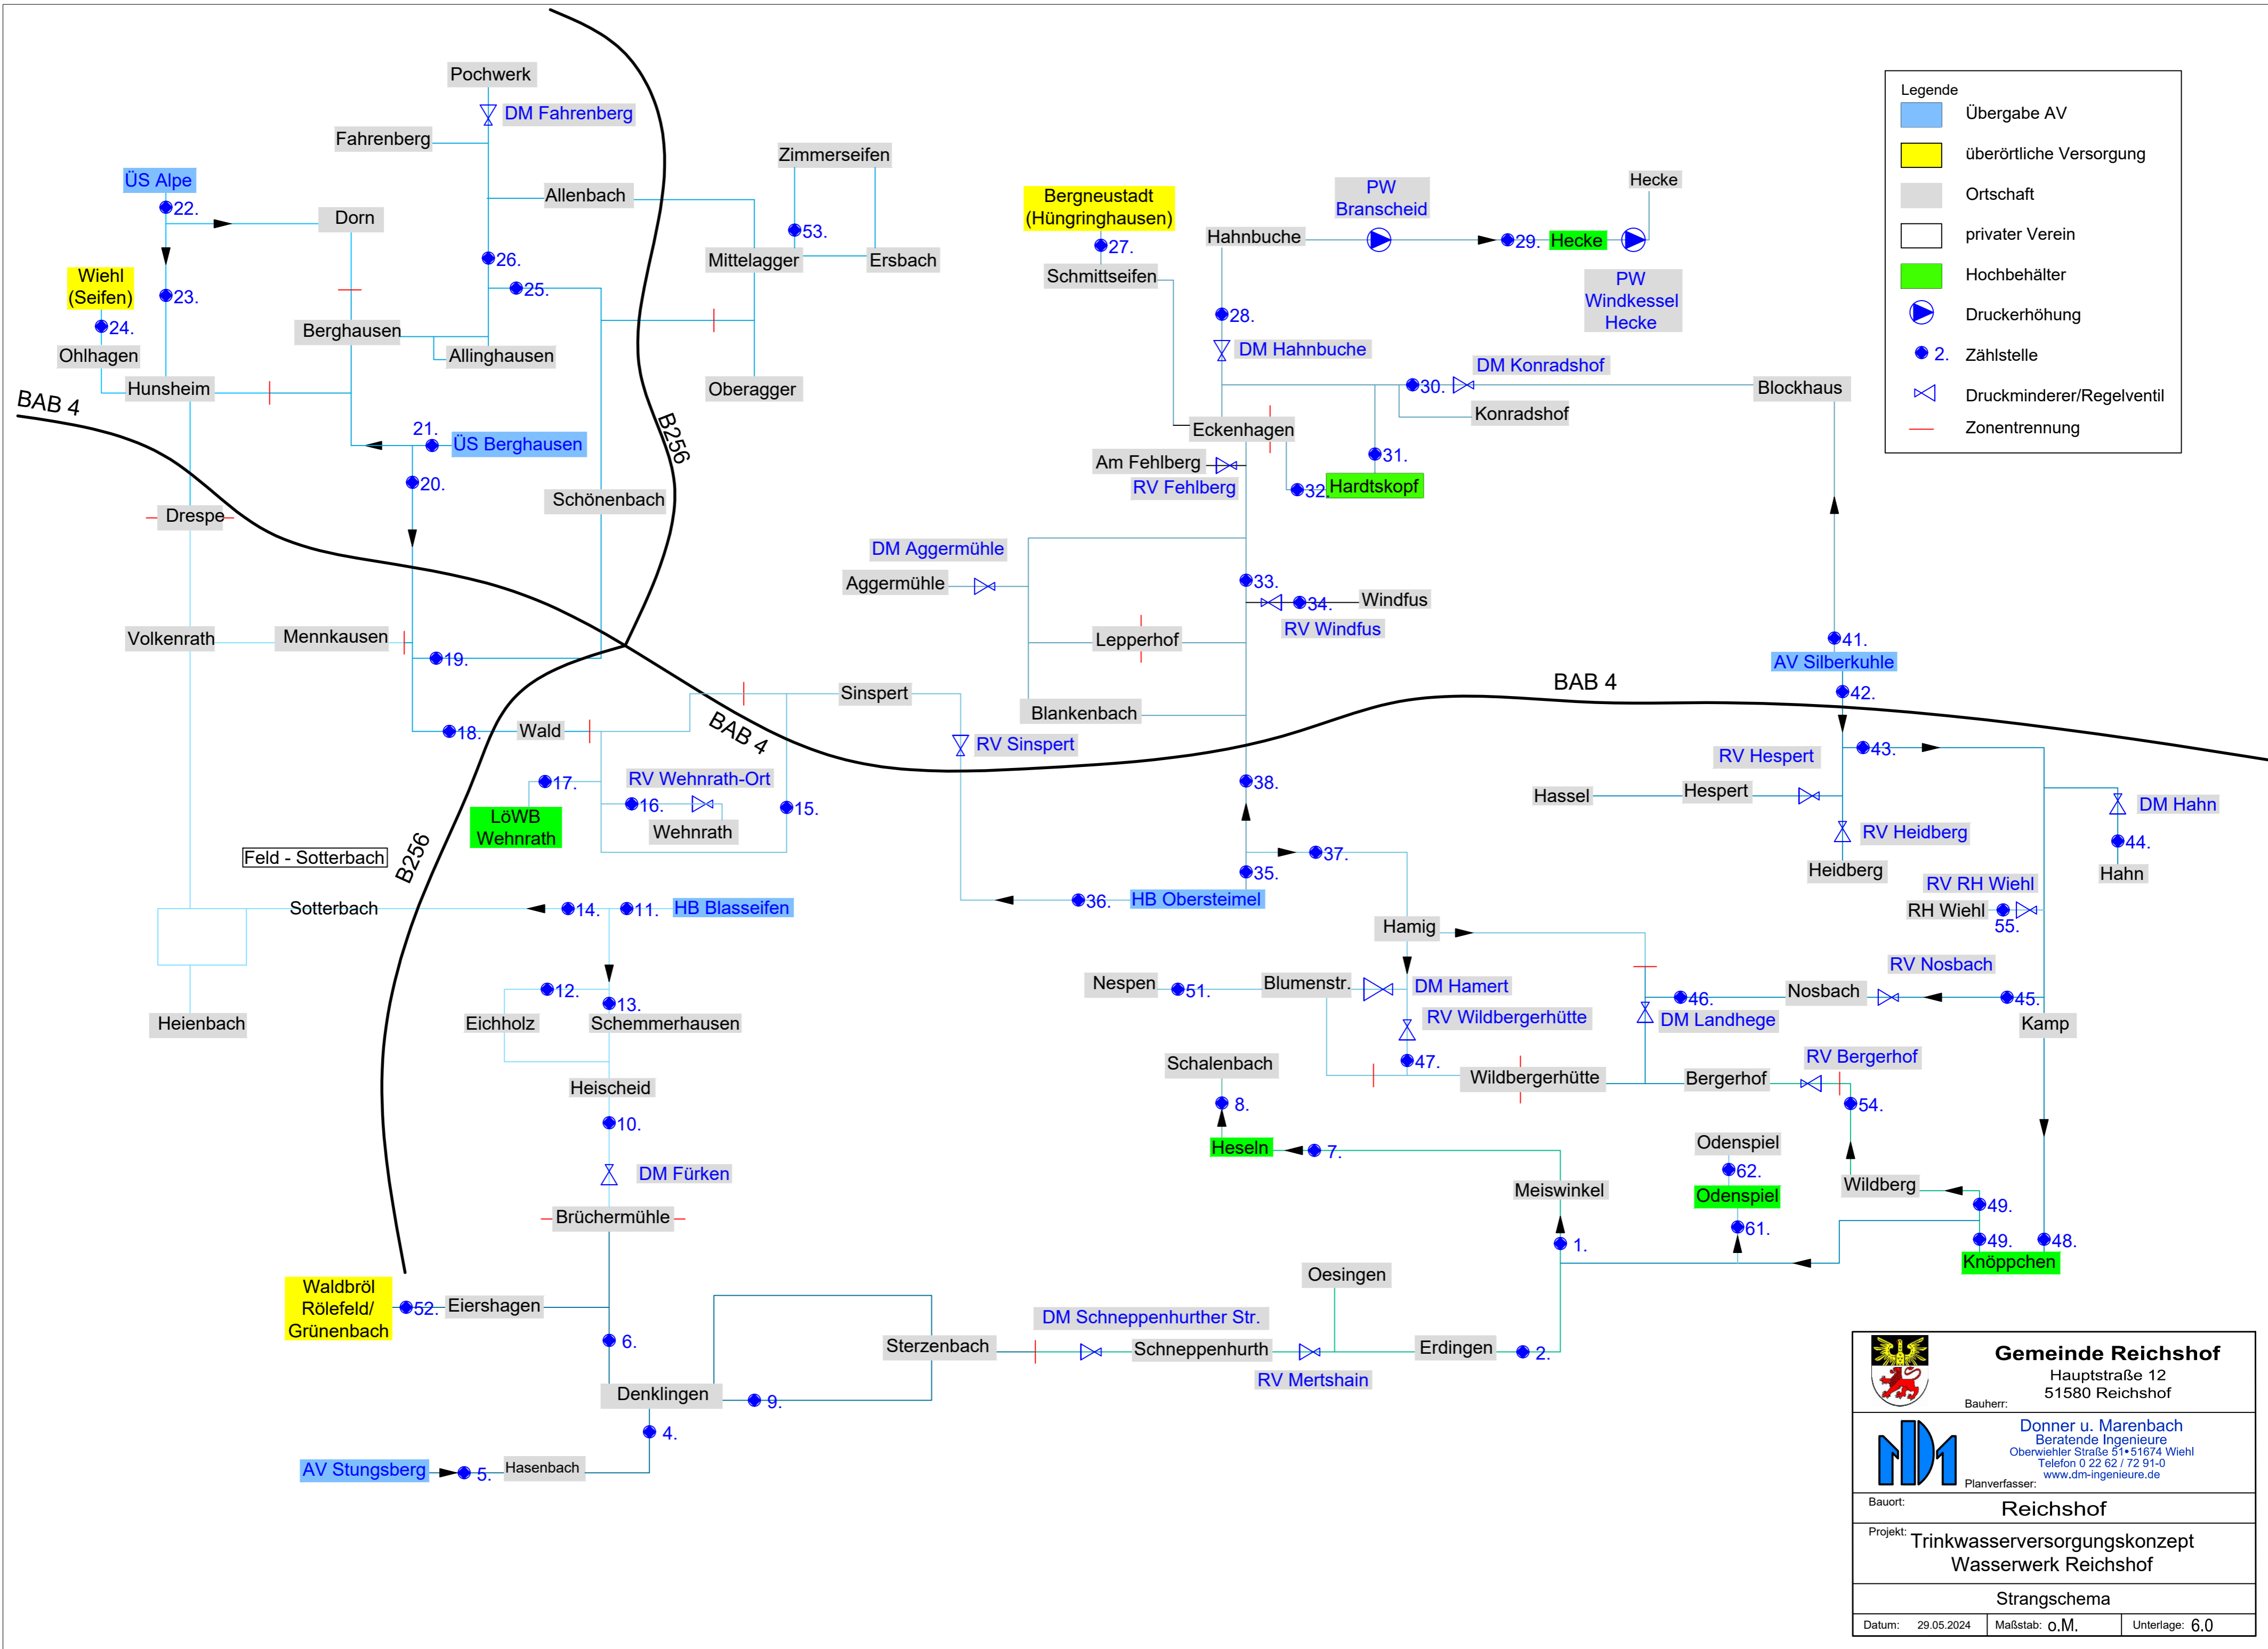 Pochwerk
DM Fahrenberg
Fahrenberg
ÜS Alpe
22.
Dorn
Allenbach
Zimmerseifen
53.
Mittelagger
Ersbach
26.
25.
Wiehl
(Seifen)
23.
24.
Ohlhagen
Berghausen
Allinghausen
Hunsheim
Oberagger
BAB 4
B256
21.
ÜS Berghausen
20.
Schönenbach
Drespe
Volkenrath
Mennkausen
19.
18.
Wald
Sinspert
BAB 4
RV Sinspert
17.
RV Wehnrath-Ort
16.
15.
LöWB
Wehnrath
Wehnrath
Feld - Sotterbach
B256
Sotterbach
14.
11.
HB Blasseifen
12.
13.
Heienbach
Eichholz
Schemmerhausen
Heischeid
10.
DM Fürken
Brüchermühle
Waldbröl
Rölefeld/
Grünenbach
52.
Eiershagen
6.
Denklingen
9.
4.
AV Stungsberg
5.
Hasenbach
Sterzenbach
DM Schneppenhurther Str.
Schneppenhurth
RV Mertshain
Oesingen
Erdingen
2.
1.
Meiswinkel
Schalenbach
8.
Heseln
7.
Bergneustadt
(Hüngringhausen)
27.
Schmittseifen
Hahnbuche
PW
Branscheid
29.
Hecke
Hecke
PW
Windkessel
Hecke
28.
DM Hahnbuche
DM Konradshof
30.
Konradshof
Blockhaus
Eckenhagen
31.
Am Fehlberg
RV Fehlberg
32.
Hardtskopf
DM Aggermühle
Aggermühle
33.
34.
Windfus
RV Windfus
Lepperhof
Blankenbach
BAB 4
38.
37.
35.
36.
HB Obersteimel
Hamig
Nespen
51.
Blumenstr.
DM Hamert
RV Wildbergerhütte
47.
Wildbergerhütte
41.
AV Silberkuhle
42.
RV Hespert
43.
Hassel
Hespert
RV Heidberg
Heidberg
DM Hahn
44.
Hahn
RV RH Wiehl
RH Wiehl
55.
RV Nosbach
Nosbach
45.
46.
DM Landhege
Kamp
Bergerhof
RV Bergerhof
54.
Odenspiel
62.
Odenspiel
61.
Wildberg
49.
49.
48.
Knöppchen
Legende
Übergabe AV
überörtliche Versorgung
Ortschaft
privater Verein
Hochbehälter
Druckerhöhung
2. Zählstelle
Druckminderer/Regelventil
Zonentrennung
Gemeinde Reichshof
Hauptstraße 12
51580 Reichshof
Bauherr:
Donner u. Marenbach
Beratende Ingenieure
Oberwiehler Straße 51•51674 Wiehl
Telefon 0 22 62 / 72 91-0
www.dm-ingenieure.de
Planverfasser:
Bauort: Reichshof
Projekt: Trinkwasserversorgungskonzept
Wasserwerk Reichshof
Strangschema
Datum: 29.05.2024 Maßstab: o.M. Unterlage: 6.0